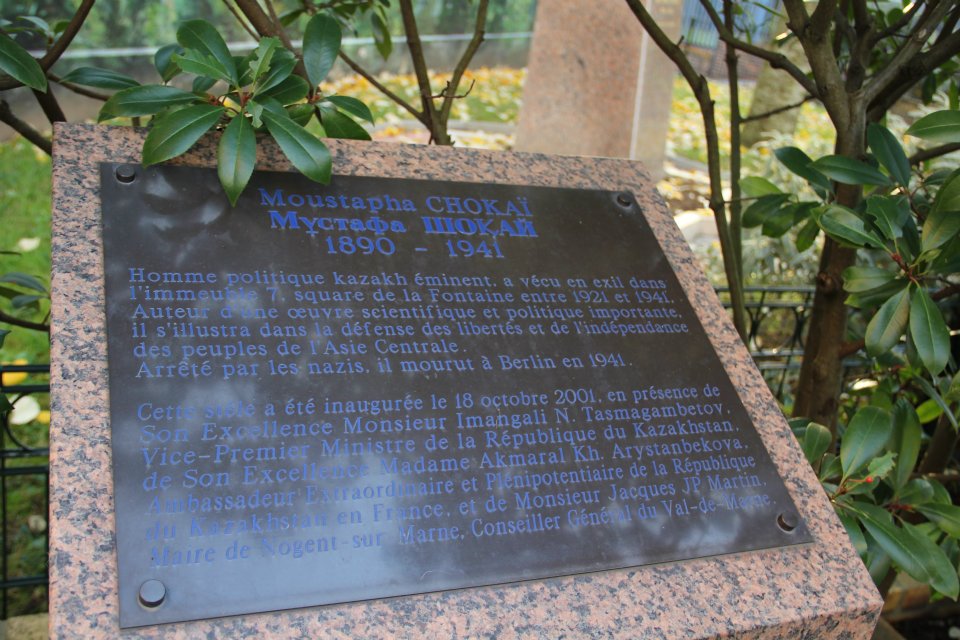 Moustapha CHOKAÏ
Мұстафа ШОҚАЙ
1890 - 1941
Homme politique kazakh éminent, a vécu en exil dans
l'immeuble 7, square de la Fontaine entre 1921 et 1941.
Auteur d'une œuvre scientifique et politique importante,
il s'illustra dans la défense des libertés et de l'indépendance
des peuples de l'Asie Centrale.
Arrêté par les nazis, il mourut à Berlin en 1941.
Cette stèle a été inaugurée le 18 octobre 2001, en présence de
Son Excellence Monsieur Imangali N. Tasmagambetov,
Vice-Premier Ministre de la République du Kazakhstan,
de Son Excellence Madame Akmaral Kh. Arystanbekova,
Ambassadeur Extraordinaire et Plénipotentiaire de la République
du Kazakhstan en France, et de Monsieur Jacques JP Martin,
Maire de Nogent-sur Marne, Conseiller Général du Val-de-Marne